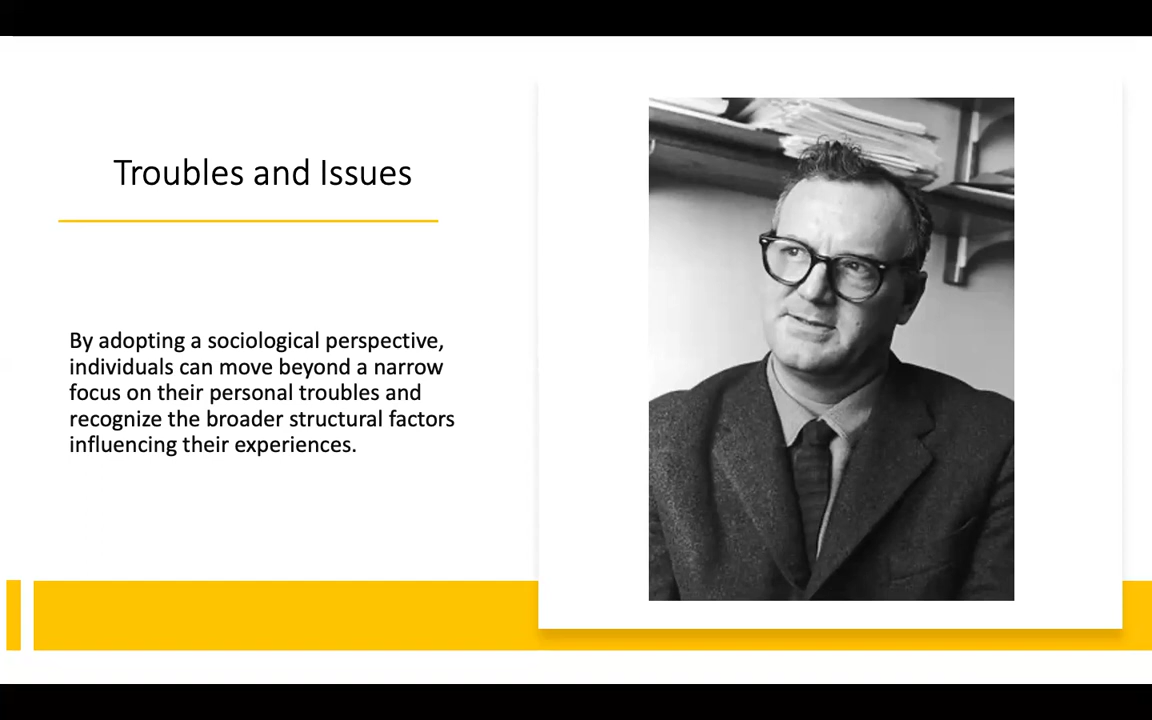 Troubles and Issues
By adopting a sociological perspective,
individuals can move beyond a narrow
focus on their personal troubles and
recognize the broader structural factors
influencing their experiences.